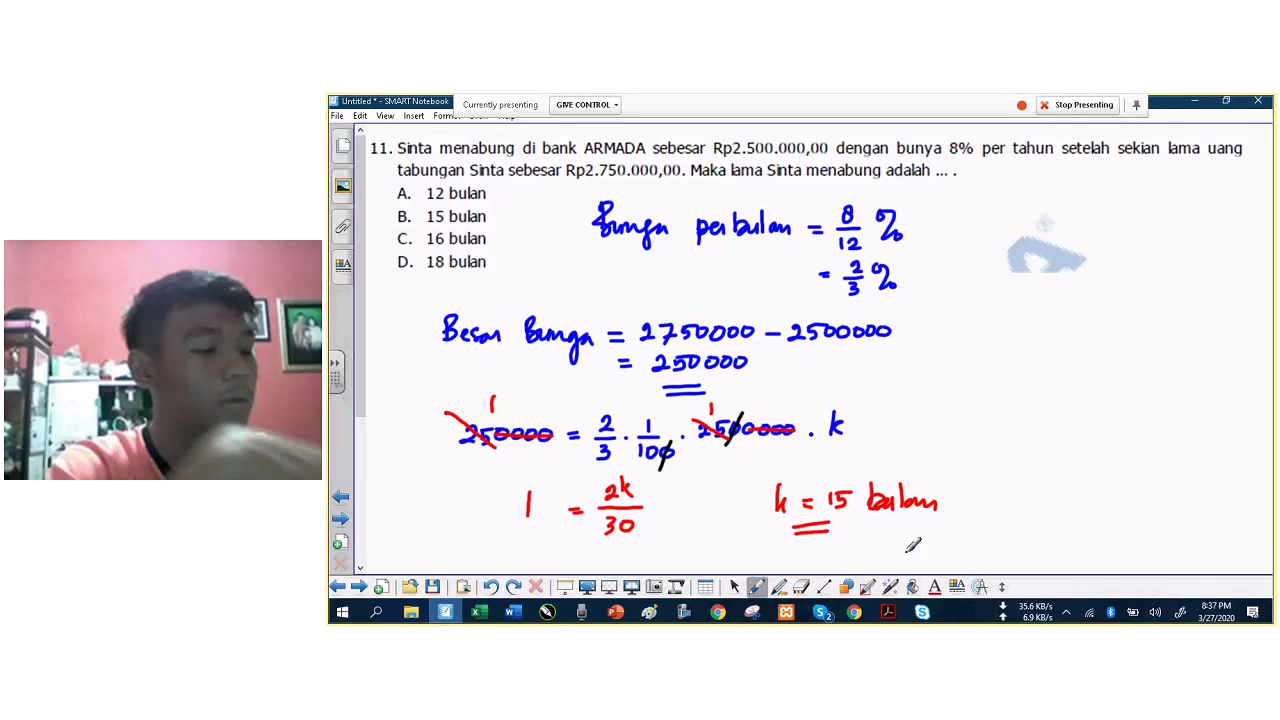 Untitled * - SMART Notebook
Currently presenting
GIVE CONTROL
Stop Presenting
File Edit View Insert
11. Sinta menabung di bank ARMADA sebesar Rp2.500.000,00 dengan bunya 8% per tahun setelah sekian lama uang
tabungan Sinta sebesar Rp2.750.000,00. Maka lama Sinta menabung adalah ... .
A. 12 bulan
B. 15 bulan
C. 16 bulan
D. 18 bulan
Bunga perbulan = 8/12 %
= 2/3 %
Besar Bunga = 2750000 - 2500000
= 250000
1 1
250000 = 2/3 . 1/100 . 2500000 . k
1 = 2k/30
k = 15 bulan
35.6 KB/s
6.9 KB/s
8:37 PM
3/27/2020